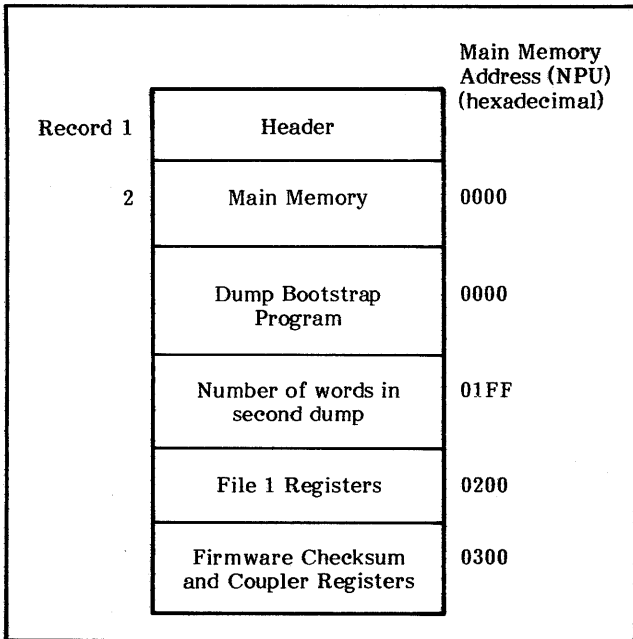 Main Memory
Address (NPU)
(hexadecimal)
Record 1 Header
2 Main Memory 0000
Dump Bootstrap
Program 0000
Number of words in
second dump 01FF
File 1 Registers 0200
Firmware Checksum
and Coupler Registers 0300